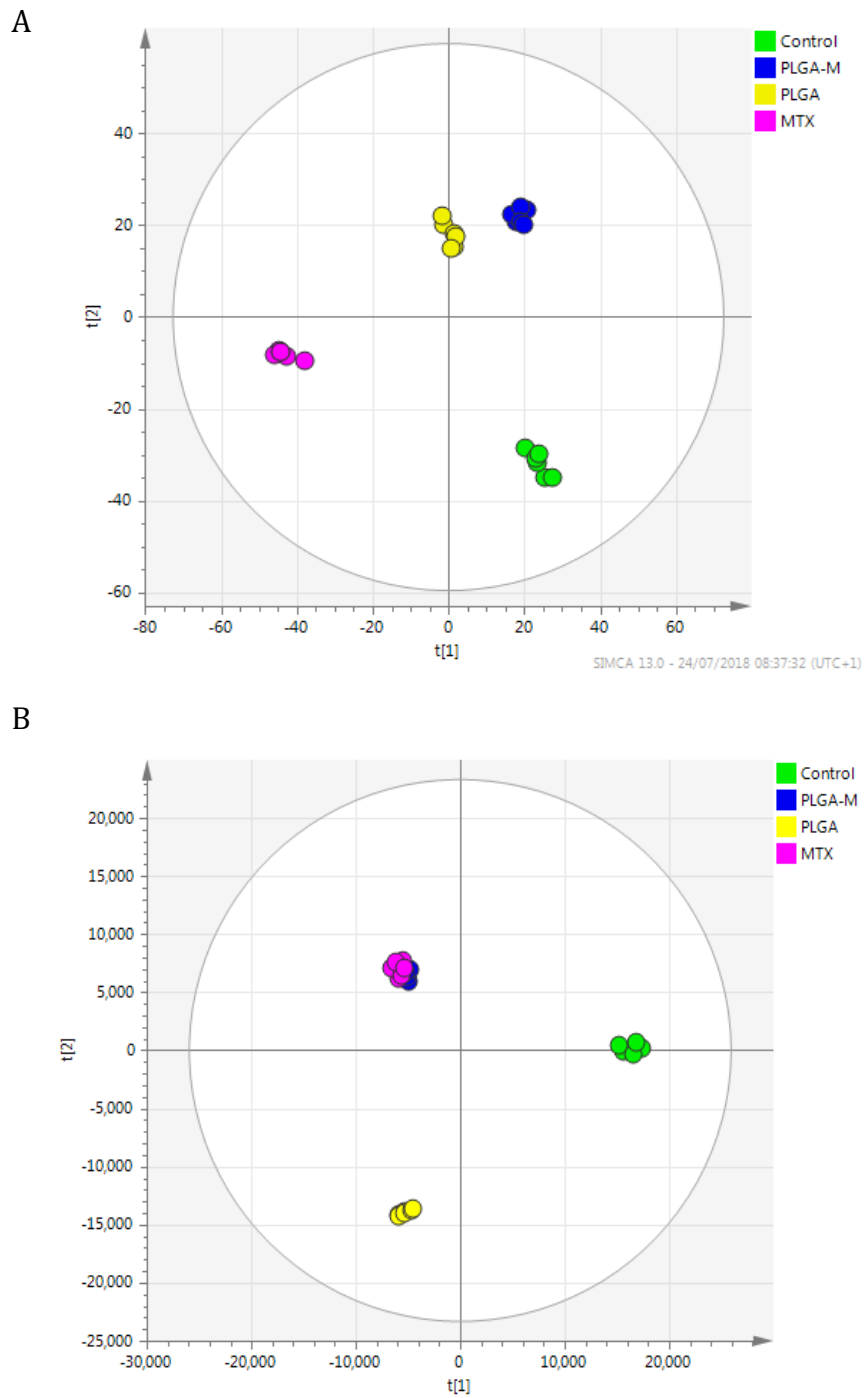 A
Control
PLGA-M
PLGA
MTX
40
20
0
-20
-40
-60
t[2]
-80 -60 -40 -20 0 20 40 60
t[1]
SIMCA 13.0 - 24/07/2018 08:37:32 (UTC+1)
B
Control
PLGA-M
PLGA
MTX
20,000
15,000
10,000
5,000
0
-5,000
-10,000
-15,000
-20,000
-25,000
t[2]
-30,000 -20,000 -10,000 0 10,000 20,000
t[1]